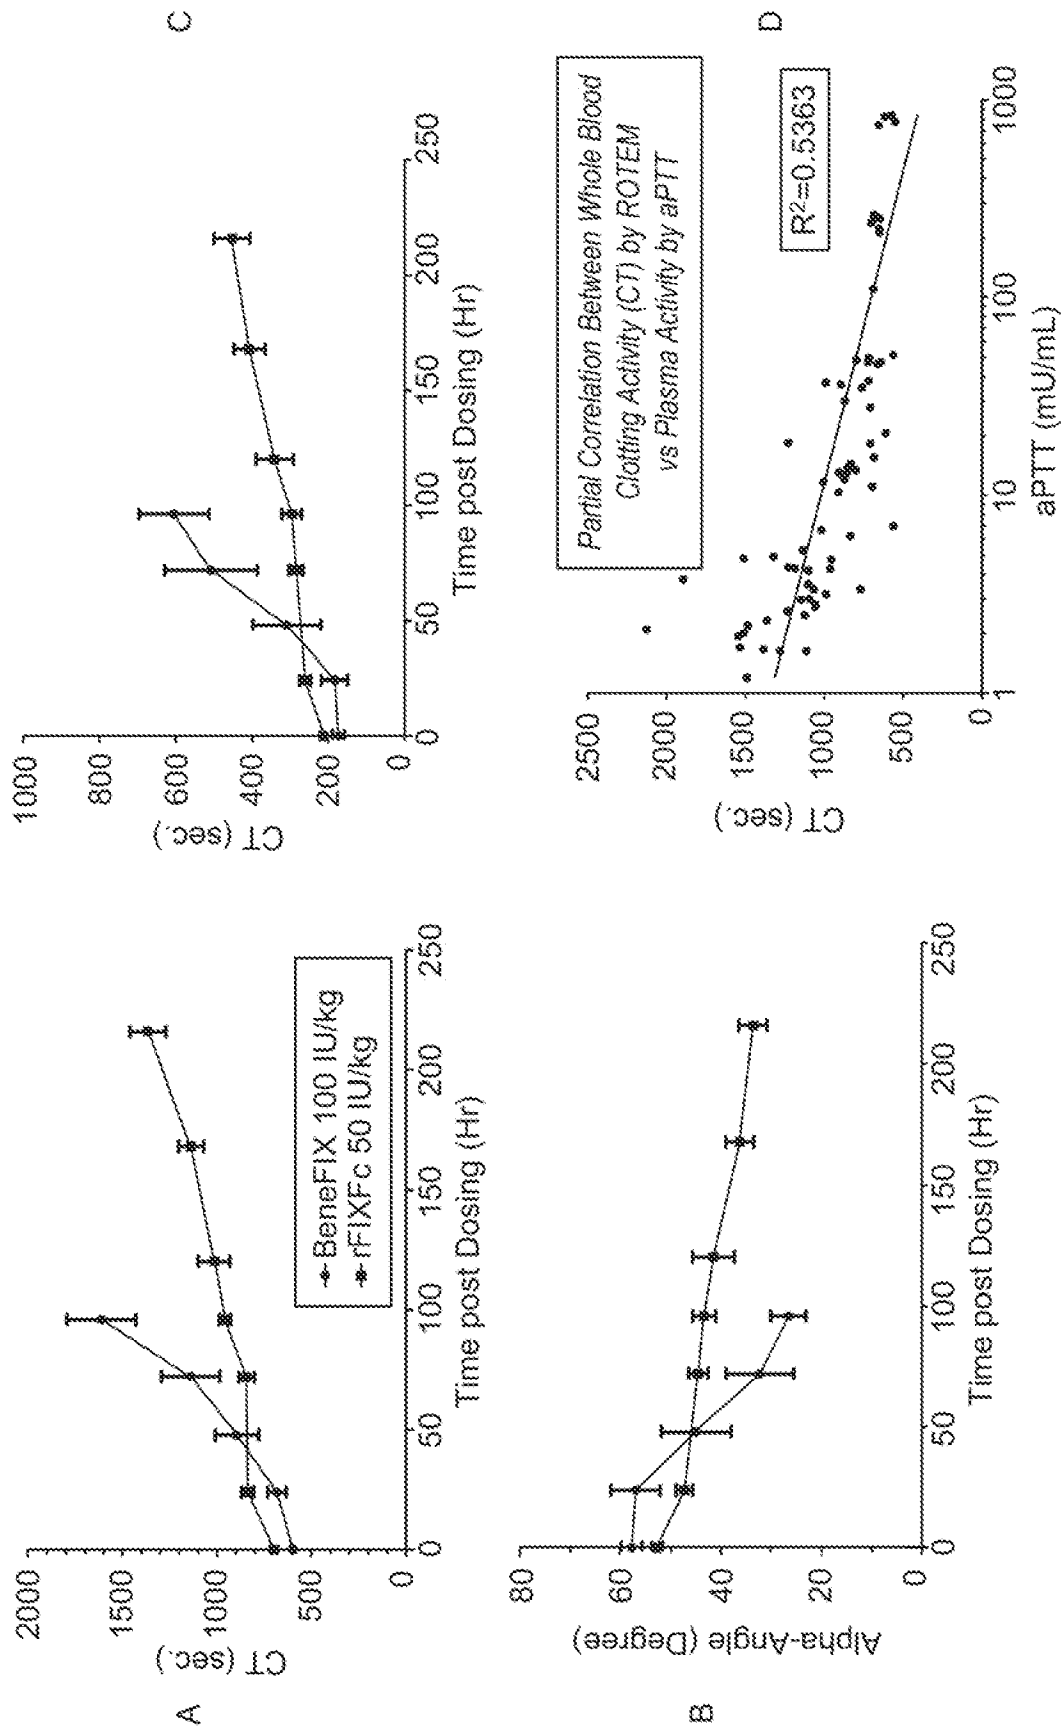 A
CT (sec.)
2000
1500
1000
500
0
0 50 100 150 200 250
Time post Dosing (Hr)
BeneFIX 100 IU/kg
rFIXFc 50 IU/kg
B
Alpha-Angle (Degree)
80
60
40
20
0
0 50 100 150 200 250
Time post Dosing (Hr)
C
CT (sec.)
1000
800
600
400
200
0
0 50 100 150 200 250
Time post Dosing (Hr)
D
Partial Correlation Between Whole Blood
Clotting Activity (CT) by ROTEM
vs Plasma Activity by aPTT
R²=0.5363
CT (sec.)
2500
2000
1500
1000
500
0
1 10 100 1000
aPTT (mU/mL)